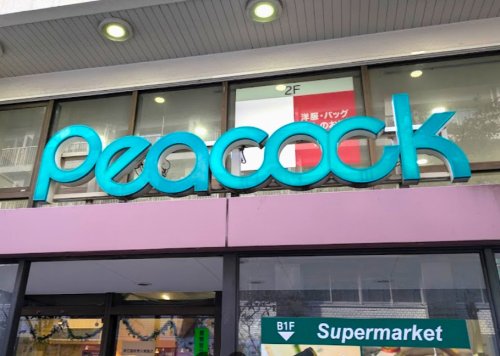 2F
洋服・バッグ
peacock
B1F
Supermarket